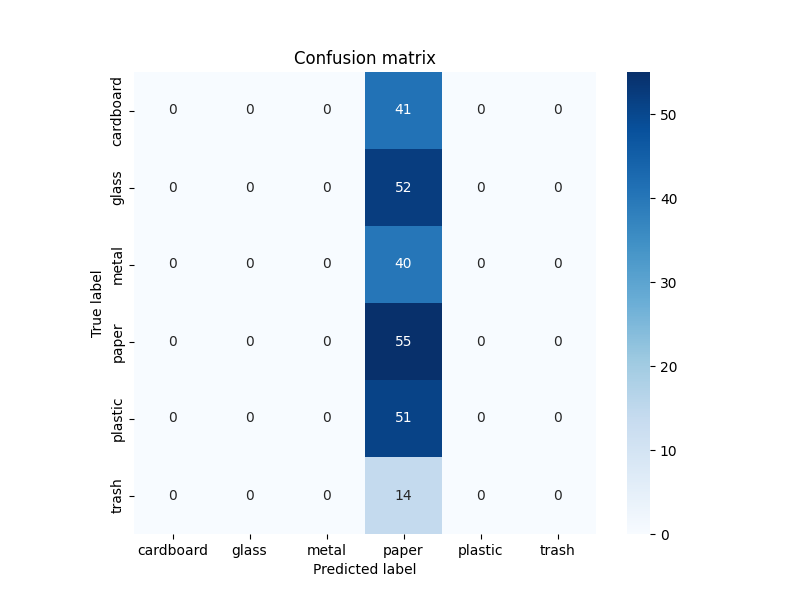 Confusion matrix
cardboard 0 0 0 41 0 0
glass 0 0 0 52 0 0
metal 0 0 0 40 0 0
paper 0 0 0 55 0 0
plastic 0 0 0 51 0 0
trash 0 0 0 14 0 0
True label
cardboard glass metal paper plastic trash
Predicted label
50
40
30
20
10
0